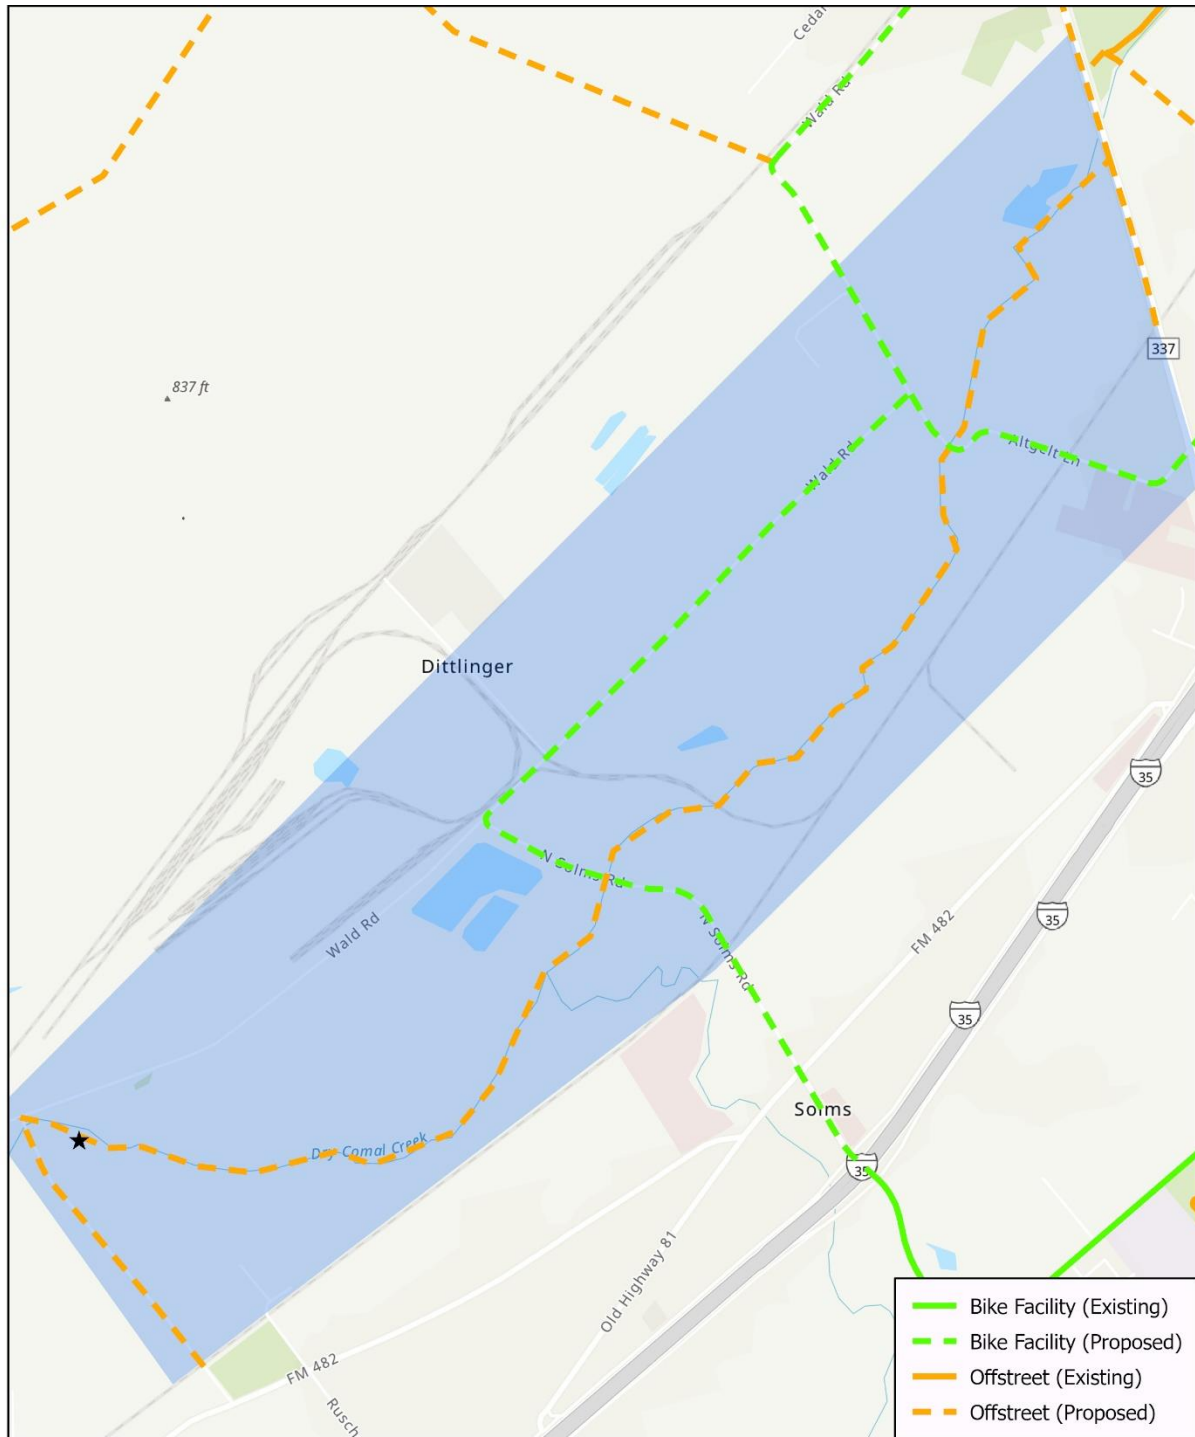 Cedar
Wald Rd
337
837 ft
Altgelt Ln
Wald Rd
Dittlinger
35
N Solms Rd
35
FM 482
Wald Rd
N Solms Rd
35
Solms
Dry Comal Creek
35
Old Highway 81
FM 482
Rusch
Bike Facility (Existing)
Bike Facility (Proposed)
Offstreet (Existing)
Offstreet (Proposed)